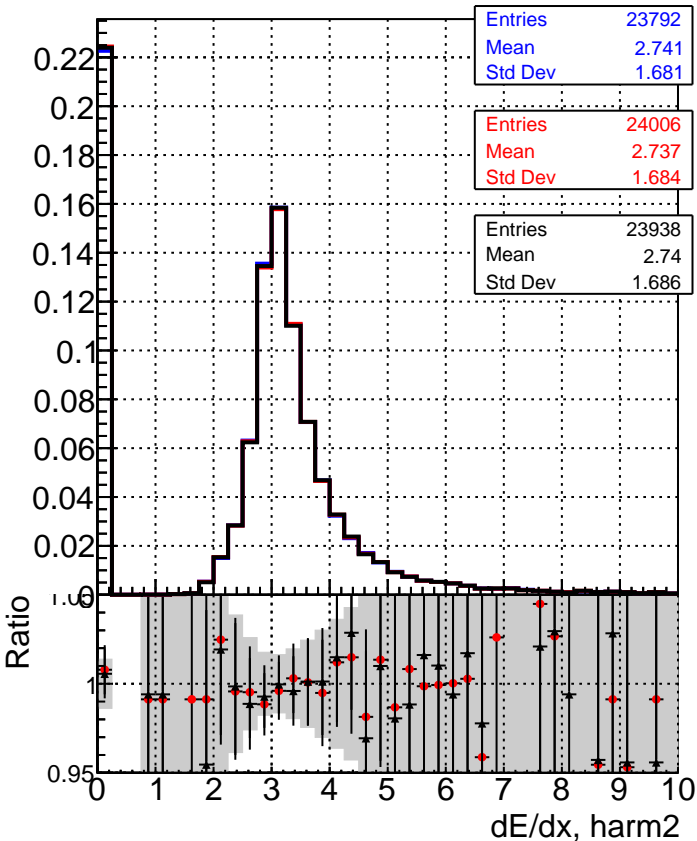 Entries 23792
Mean 2.741
Std Dev 1.681
Entries 24006
Mean 2.737
Std Dev 1.684
Entries 23938
Mean 2.74
Std Dev 1.686
0.22
0.2
0.18
0.16
0.14
0.12
0.1
0.08
0.06
0.04
0.02
Ratio
1
0.95
0 1 2 3 4 5 6 7 8 9 10
dE/dx, harm2